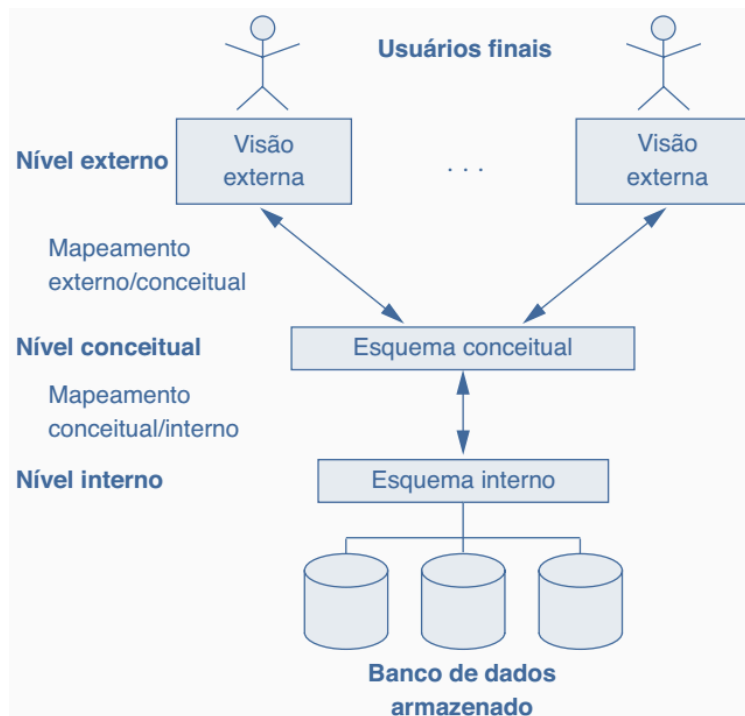 Usuários finais
Nível externo
Visão
externa
. . .
Visão
externa
Mapeamento
externo/conceitual
Nível conceitual
Esquema conceitual
Mapeamento
conceitual/interno
Nível interno
Esquema interno
Banco de dados
armazenado